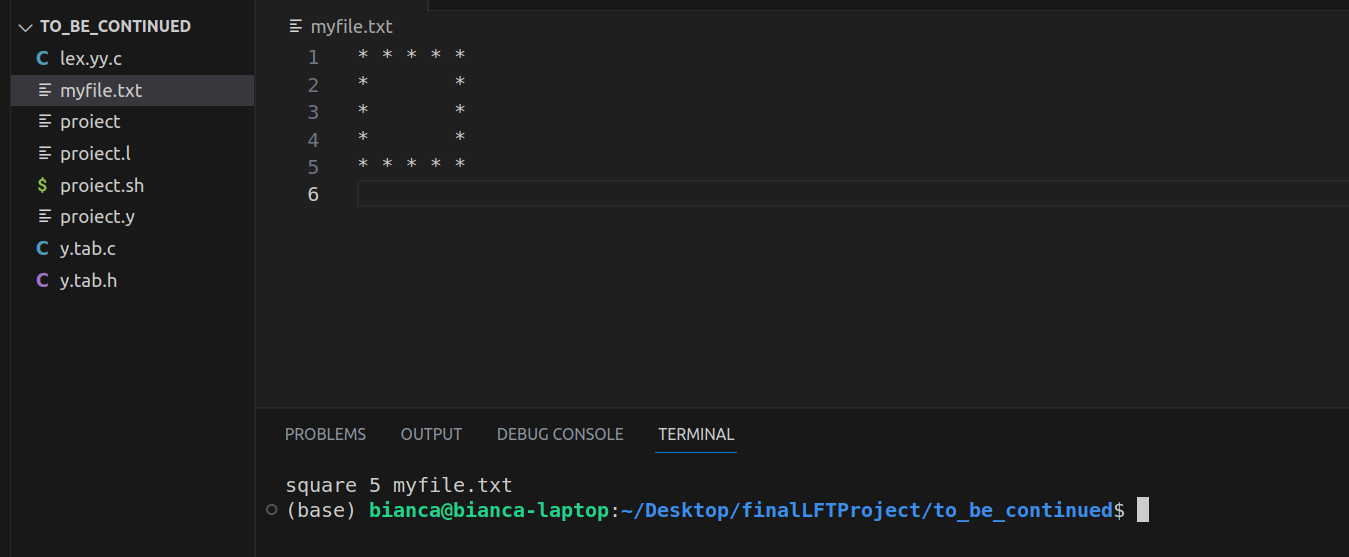 TO_BE_CONTINUED
C lex.yy.c
myfile.txt
proiect
proiect.l
$ proiect.sh
proiect.y
C y.tab.c
C y.tab.h
myfile.txt
1 * * * * *
2 *       *
3 *       *
4 *       *
5 * * * * *
6
PROBLEMS OUTPUT DEBUG CONSOLE TERMINAL
square 5 myfile.txt
(base) bianca@bianca-laptop:~/Desktop/finalLFTProject/to_be_continued$